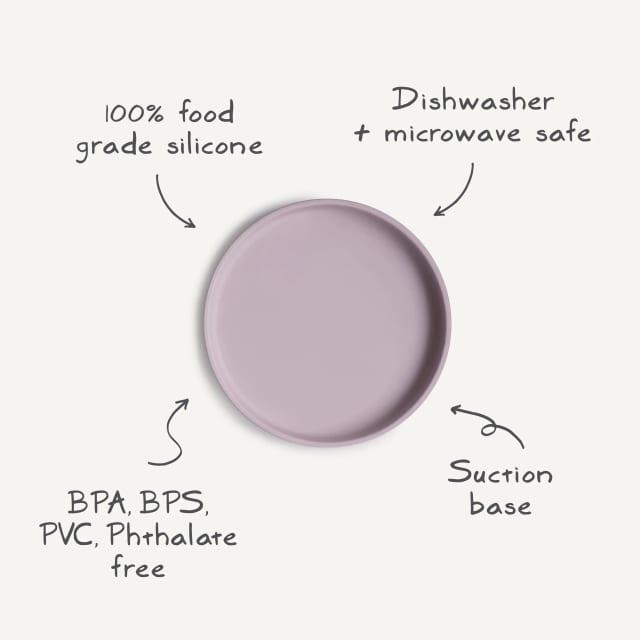 100% food
grade silicone
Dishwasher
+ microwave safe
BPA, BPS,
PVC, Phthalate
free
Suction
base